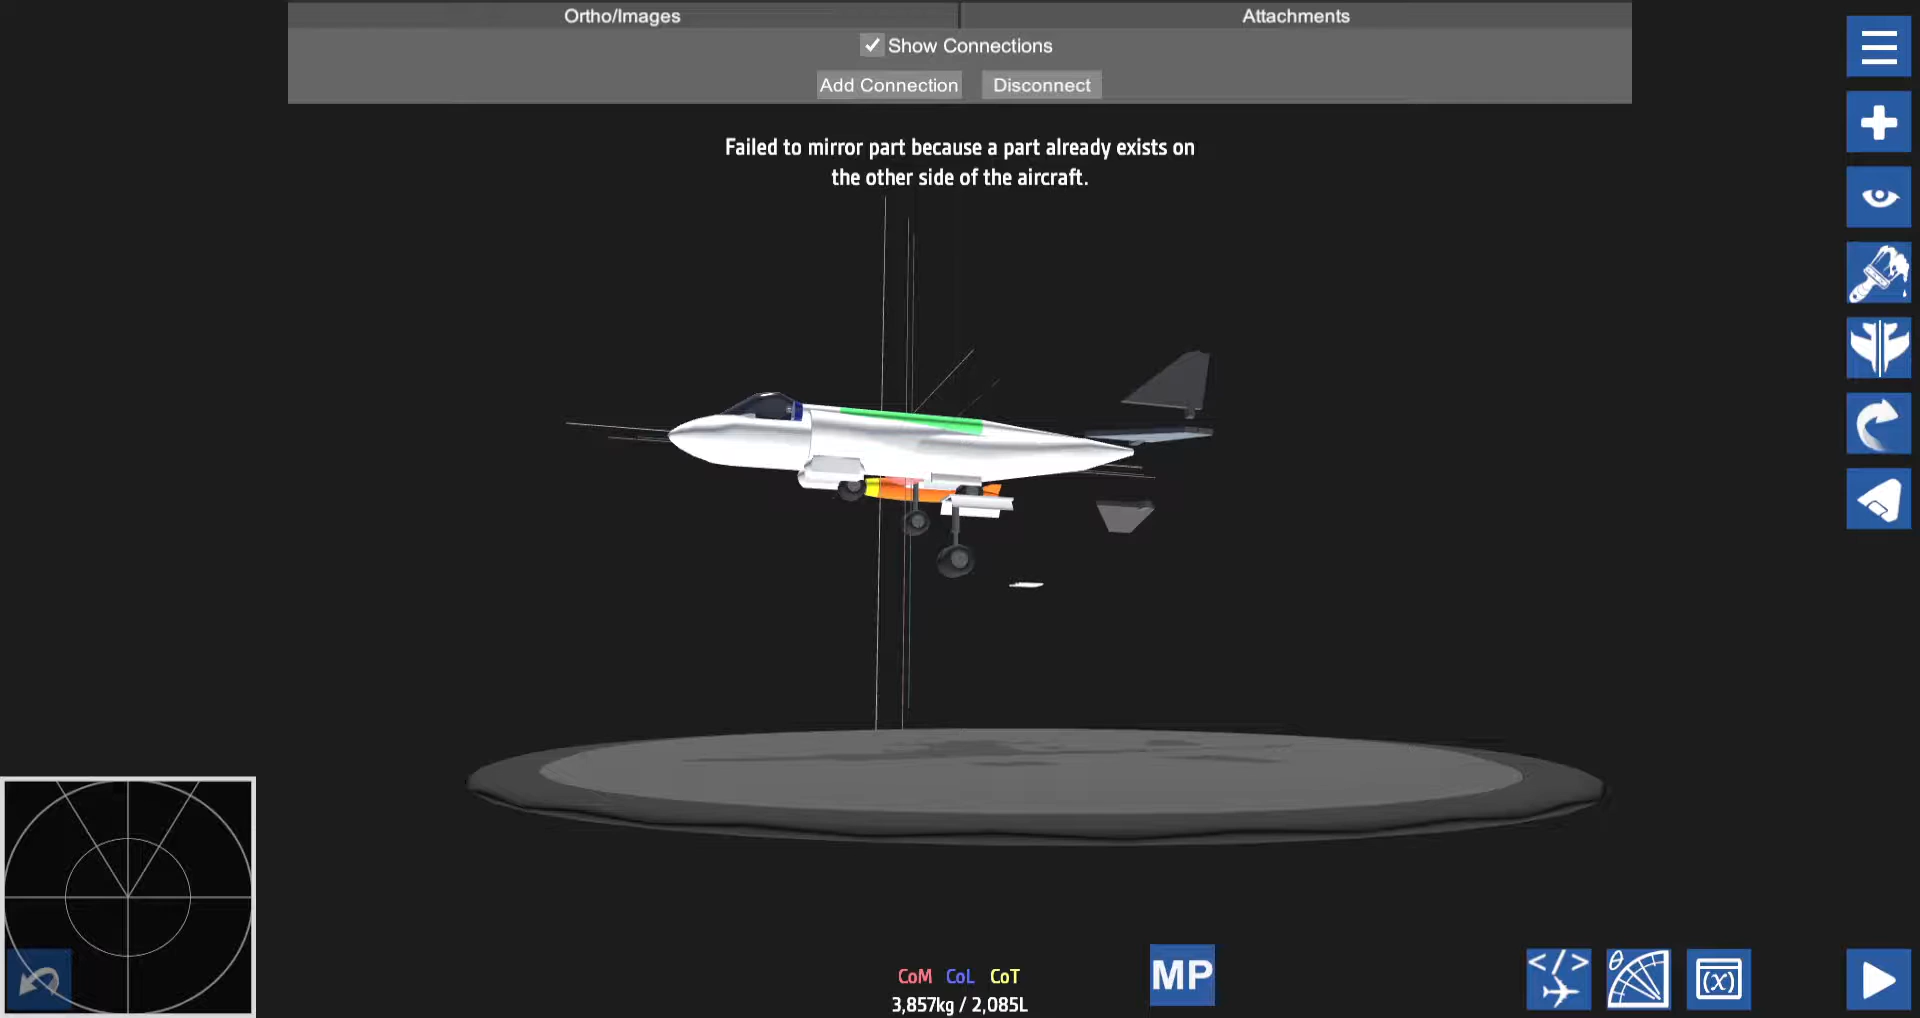 Ortho/Images
Attachments
Show Connections
Add Connection
Disconnect
Failed to mirror part because a part already exists on
the other side of the aircraft.
CoM CoL CoT
3,857kg / 2,085L
MP
</>
θ
(x)